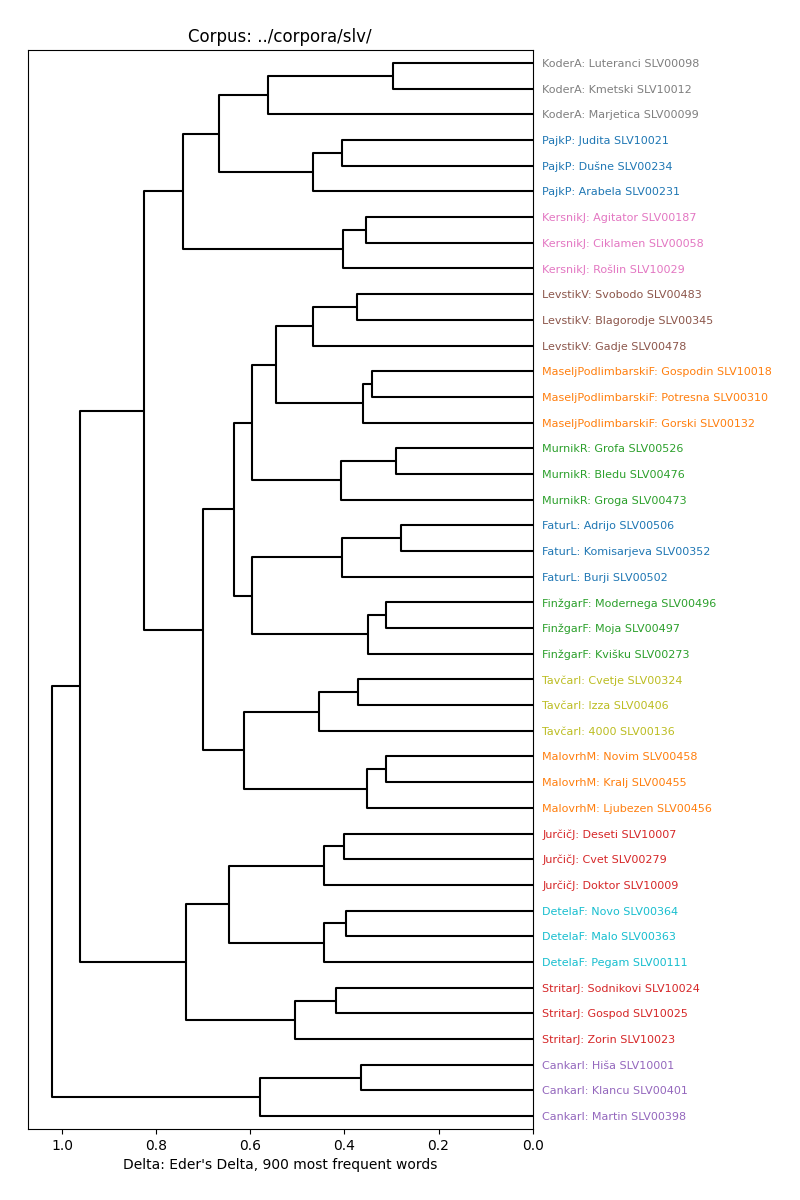 Corpus: ../corpora/slv/
KoderA: Luteranci SLV00098
KoderA: Kmetski SLV10012
KoderA: Marjetica SLV00099
PajkP: Judita SLV10021
PajkP: Dušne SLV00234
PajkP: Arabela SLV00231
KersnikJ: Agitator SLV00187
KersnikJ: Ciklamen SLV00058
KersnikJ: Rošlin SLV10029
LevstikV: Svobodo SLV00483
LevstikV: Blagorodje SLV00345
LevstikV: Gadje SLV00478
MaseljPodlimbarskiF: Gospodin SLV10018
MaseljPodlimbarskiF: Potresna SLV00310
MaseljPodlimbarskiF: Gorski SLV00132
MurnikR: Grofa SLV00526
MurnikR: Bledu SLV00476
MurnikR: Groga SLV00473
FaturL: Adrijo SLV00506
FaturL: Komisarjeva SLV00352
FaturL: Burji SLV00502
FinžgarF: Modernega SLV00496
FinžgarF: Moja SLV00497
FinžgarF: Kvišku SLV00273
TavčarI: Cvetje SLV00324
TavčarI: Izza SLV00406
TavčarI: 4000 SLV00136
MalovrhM: Novim SLV00458
MalovrhM: Kralj SLV00455
MalovrhM: Ljubezen SLV00456
JurčičJ: Deseti SLV10007
JurčičJ: Cvet SLV00279
JurčičJ: Doktor SLV10009
DetelaF: Novo SLV00364
DetelaF: Malo SLV00363
DetelaF: Pegam SLV00111
StritarJ: Sodnikovi SLV10024
StritarJ: Gospod SLV10025
StritarJ: Zorin SLV10023
CankarI: Hiša SLV10001
CankarI: Klancu SLV00401
CankarI: Martin SLV00398
1.0 0.8 0.6 0.4 0.2 0.0
Delta: Eder's Delta, 900 most frequent words